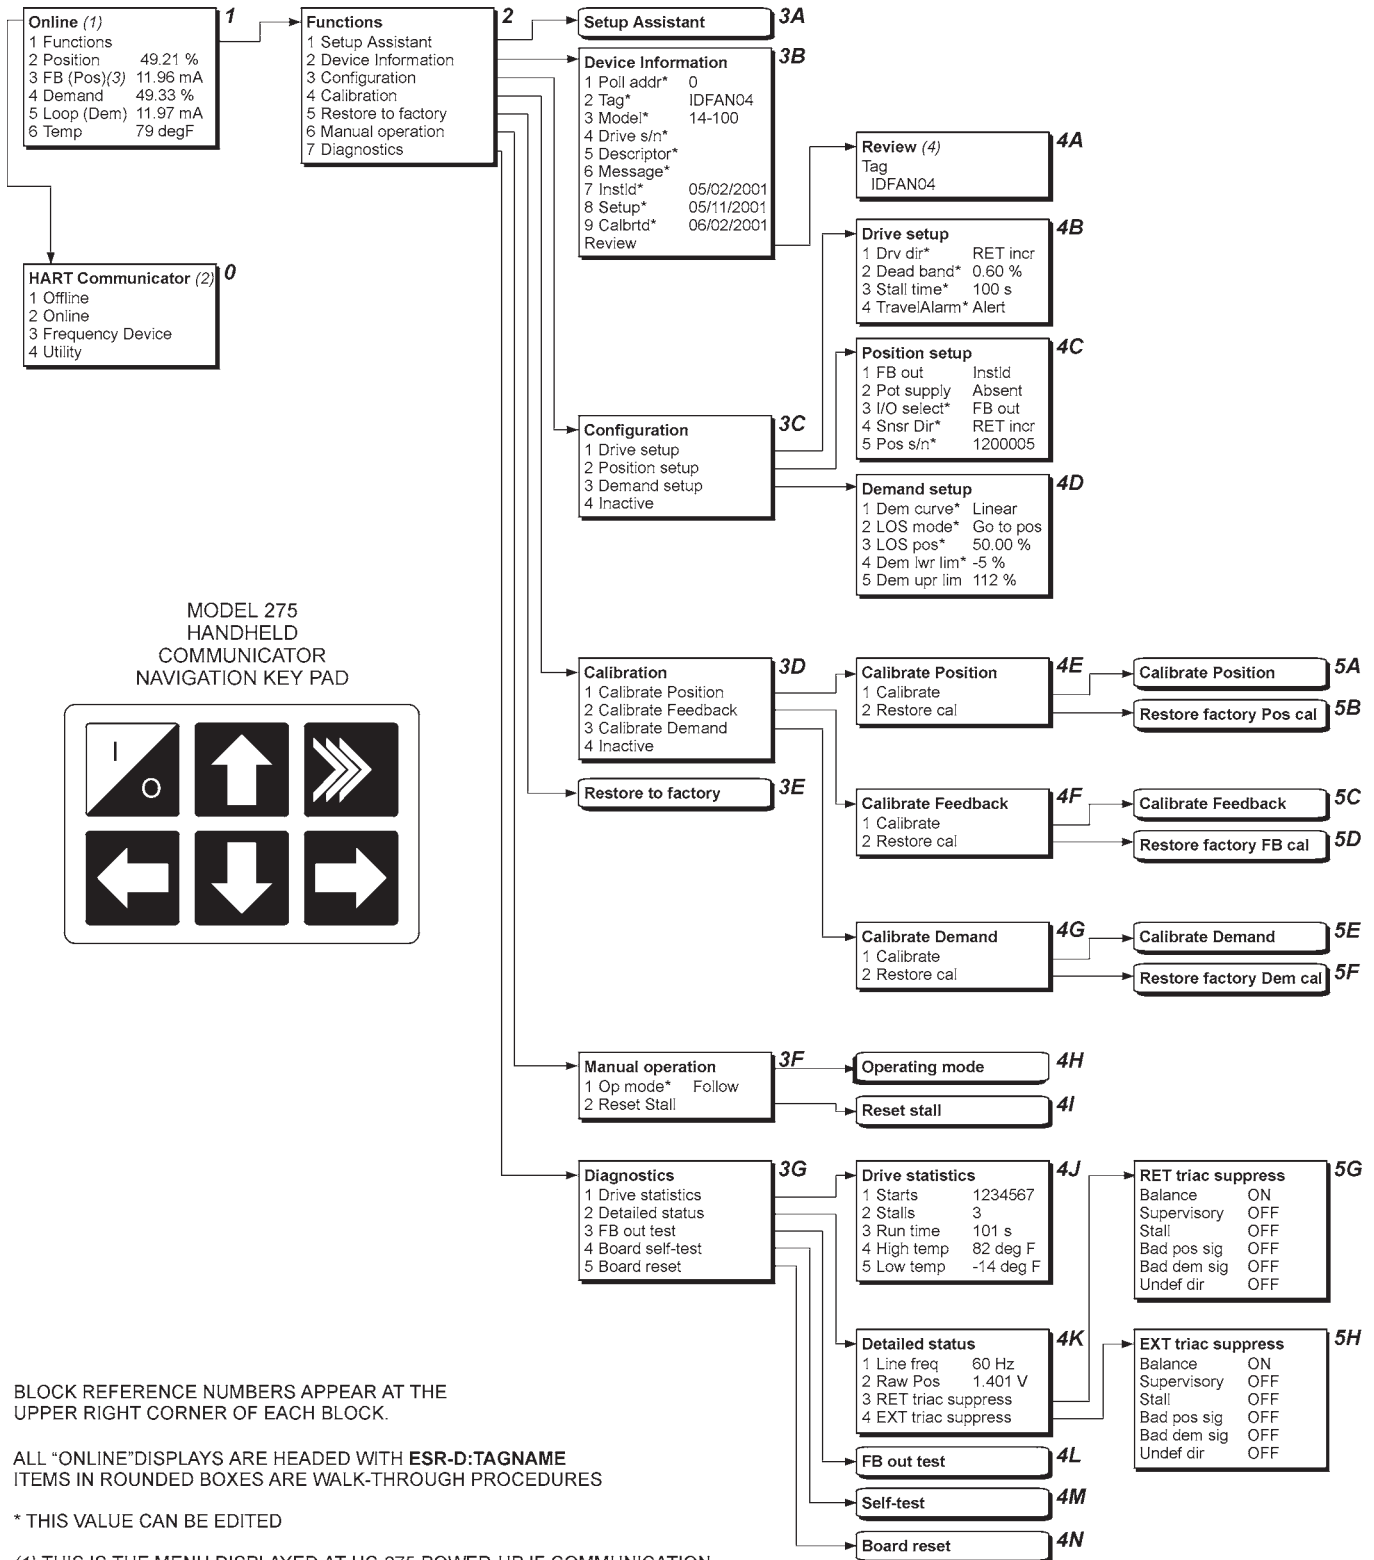 Online (1) 1
1 Functions
2 Position 49.21 %
3 FB (Pos)(3) 11.96 mA
4 Demand 49.33 %
5 Loop (Dem) 11.97 mA
6 Temp 79 degF
HART Communicator (2) 0
1 Offline
2 Online
3 Frequency Device
4 Utility
Functions 2
1 Setup Assistant
2 Device Information
3 Configuration
4 Calibration
5 Restore to factory
6 Manual operation
7 Diagnostics
Setup Assistant 3A
Device Information 3B
1 Poll addr* 0
2 Tag* IDFAN04
3 Model* 14-100
4 Drive s/n*
5 Descriptor*
6 Message*
7 Instld* 05/02/2001
8 Setup* 05/11/2001
9 Calbrtd* 06/02/2001
Review
Review (4) 4A
Tag
IDFAN04
Configuration 3C
1 Drive setup
2 Position setup
3 Demand setup
4 Inactive
Drive setup 4B
1 Drv dir* RET incr
2 Dead band* 0.60 %
3 Stall time* 100 s
4 TravelAlarm* Alert
Position setup 4C
1 FB out Instld
2 Pot supply Absent
3 I/O select* FB out
4 Snsr Dir* RET incr
5 Pos s/n* 1200005
Demand setup 4D
1 Dem curve* Linear
2 LOS mode* Go to pos
3 LOS pos* 50.00 %
4 Dem lwr lim* -5 %
5 Dem upr lim 112 %
MODEL 275
HANDHELD
COMMUNICATOR
NAVIGATION KEY PAD
I
O
Calibration 3D
1 Calibrate Position
2 Calibrate Feedback
3 Calibrate Demand
4 Inactive
Restore to factory 3E
Calibrate Position 4E
1 Calibrate
2 Restore cal
Calibrate Position 5A
Restore factory Pos cal 5B
Calibrate Feedback 4F
1 Calibrate
2 Restore cal
Calibrate Feedback 5C
Restore factory FB cal 5D
Calibrate Demand 4G
1 Calibrate
2 Restore cal
Calibrate Demand 5E
Restore factory Dem cal 5F
Manual operation 3F
1 Op mode* Follow
2 Reset Stall
Operating mode 4H
Reset stall 4I
Diagnostics 3G
1 Drive statistics
2 Detailed status
3 FB out test
4 Board self-test
5 Board reset
Drive statistics 4J
1 Starts 1234567
2 Stalls 3
3 Run time 101 s
4 High temp 82 deg F
5 Low temp -14 deg F
Detailed status 4K
1 Line freq 60 Hz
2 Raw Pos 1.401 V
3 RET triac suppress
4 EXT triac suppress
RET triac suppress 5G
Balance ON
Supervisory OFF
Stall OFF
Bad pos sig OFF
Bad dem sig OFF
Undef dir OFF
EXT triac suppress 5H
Balance ON
Supervisory OFF
Stall OFF
Bad pos sig OFF
Bad dem sig OFF
Undef dir OFF
FB out test 4L
Self-test 4M
Board reset 4N
BLOCK REFERENCE NUMBERS APPEAR AT THE
UPPER RIGHT CORNER OF EACH BLOCK.
ALL “ONLINE”DISPLAYS ARE HEADED WITH ESR-D:TAGNAME
ITEMS IN ROUNDED BOXES ARE WALK-THROUGH PROCEDURES
* THIS VALUE CAN BE EDITED
(1) THIS IS THE MENU DISPLAYED AT HC-275 POWER-UP IF COMMUNICATION